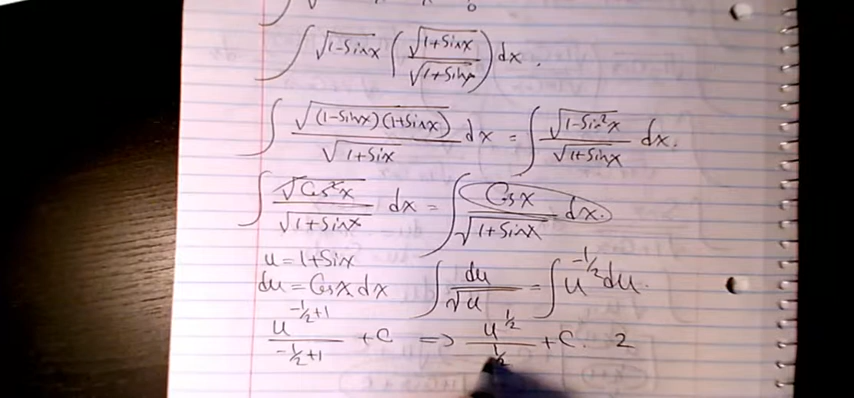 ∫ √(1-Sinx) (√(1+Sinx)/√(1+Sinx)) dx.
∫ √((1-Sinx)(1+Sinx))/√(1+Sinx) dx = ∫ √(1-Sin²x)/√(1+Sinx) dx.
∫ √(Cos²x)/√(1+Sinx) dx = ∫ Cosx/√(1+Sinx) dx.
u = 1+Sinx
du = Cosx dx ∫ du/√u = ∫ u^(-1/2) du.
u^(-1/2+1)/(-1/2+1) + C => u^(1/2)/(1/2) + C. 2